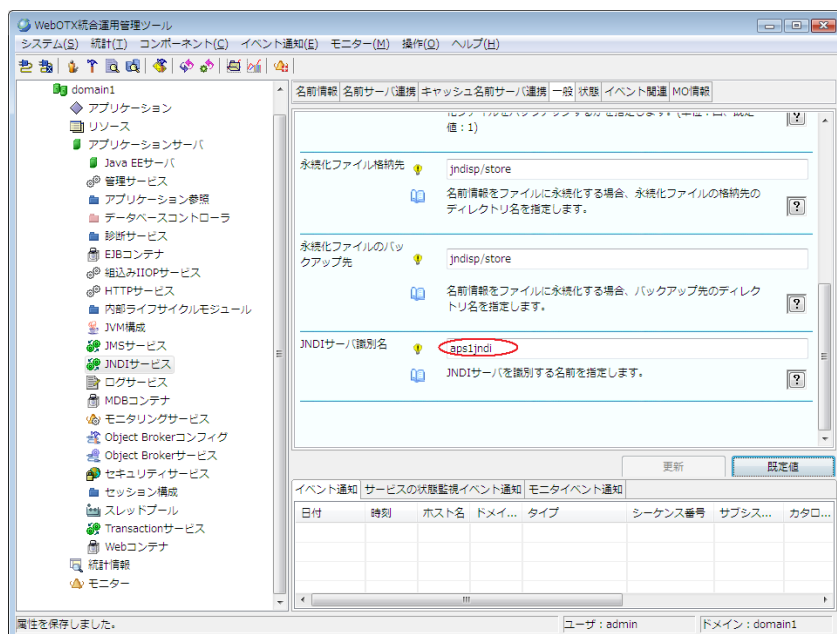 WebOTX統合運用管理ツール
システム(S) 統計(T) コンポーネント(C) イベント通知(E) モニター(M) 操作(O) ヘルプ(H)
domain1
アプリケーション
リソース
アプリケーションサーバ
Java EEサーバ
管理サービス
アプリケーション参照
データベースコントローラ
診断サービス
EJBコンテナ
組込みIIOPサービス
HTTPサービス
内部ライフサイクルモジュール
JVM構成
JMSサービス
JNDIサービス
ログサービス
MDBコンテナ
モニタリングサービス
Object Brokerコンフィグ
Object Brokerサービス
セキュリティサービス
セッション構成
スレッドプール
Transactionサービス
Webコンテナ
統計情報
モニター
名前情報 名前サーバ連携 キャッシュ名前サーバ連携 一般 状態 イベント関連 MO情報
値：1)
永続化ファイル格納先
jndisp/store
名前情報をファイルに永続化する場合、永続化ファイルの格納先の
ディレクトリ名を指定します。
永続化ファイルのバッ
クアップ先
jndisp/store
名前情報をファイルに永続化する場合、バックアップ先のディレク
トリ名を指定します。
JNDIサーバ識別名
aps1jndi
JNDIサーバを識別する名前を指定します。
更新 既定値
イベント通知 サービスの状態監視イベント通知 モニタイベント通知
日付 時刻 ホスト名 ドメイ... タイプ シーケンス番号 サブシス... カタロ...
属性を保存しました。 ユーザ : admin ドメイン : domain1